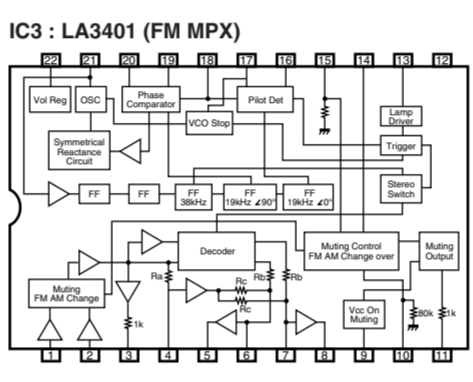 IC3 : LA3401 (FM MPX)
22 21 20 19 18 17 16 15 14 13 12
Vol Reg
OSC
Phase
Comparator
Pilot Det
VCO Stop
Lamp
Driver
Trigger
Symmetrical
Reactance
Circuit
Stereo
Switch
FF
FF
FF
38kHz
FF
19kHz ∠90°
FF
19kHz ∠0°
Decoder
Muting Control
FM AM Change over
Muting
Output
Muting
FM AM Change
Ra
Rb
Rb
Rc
Rc
1k
Vcc On
Muting
80k
1k
1 2 3 4 5 6 7 8 9 10 11